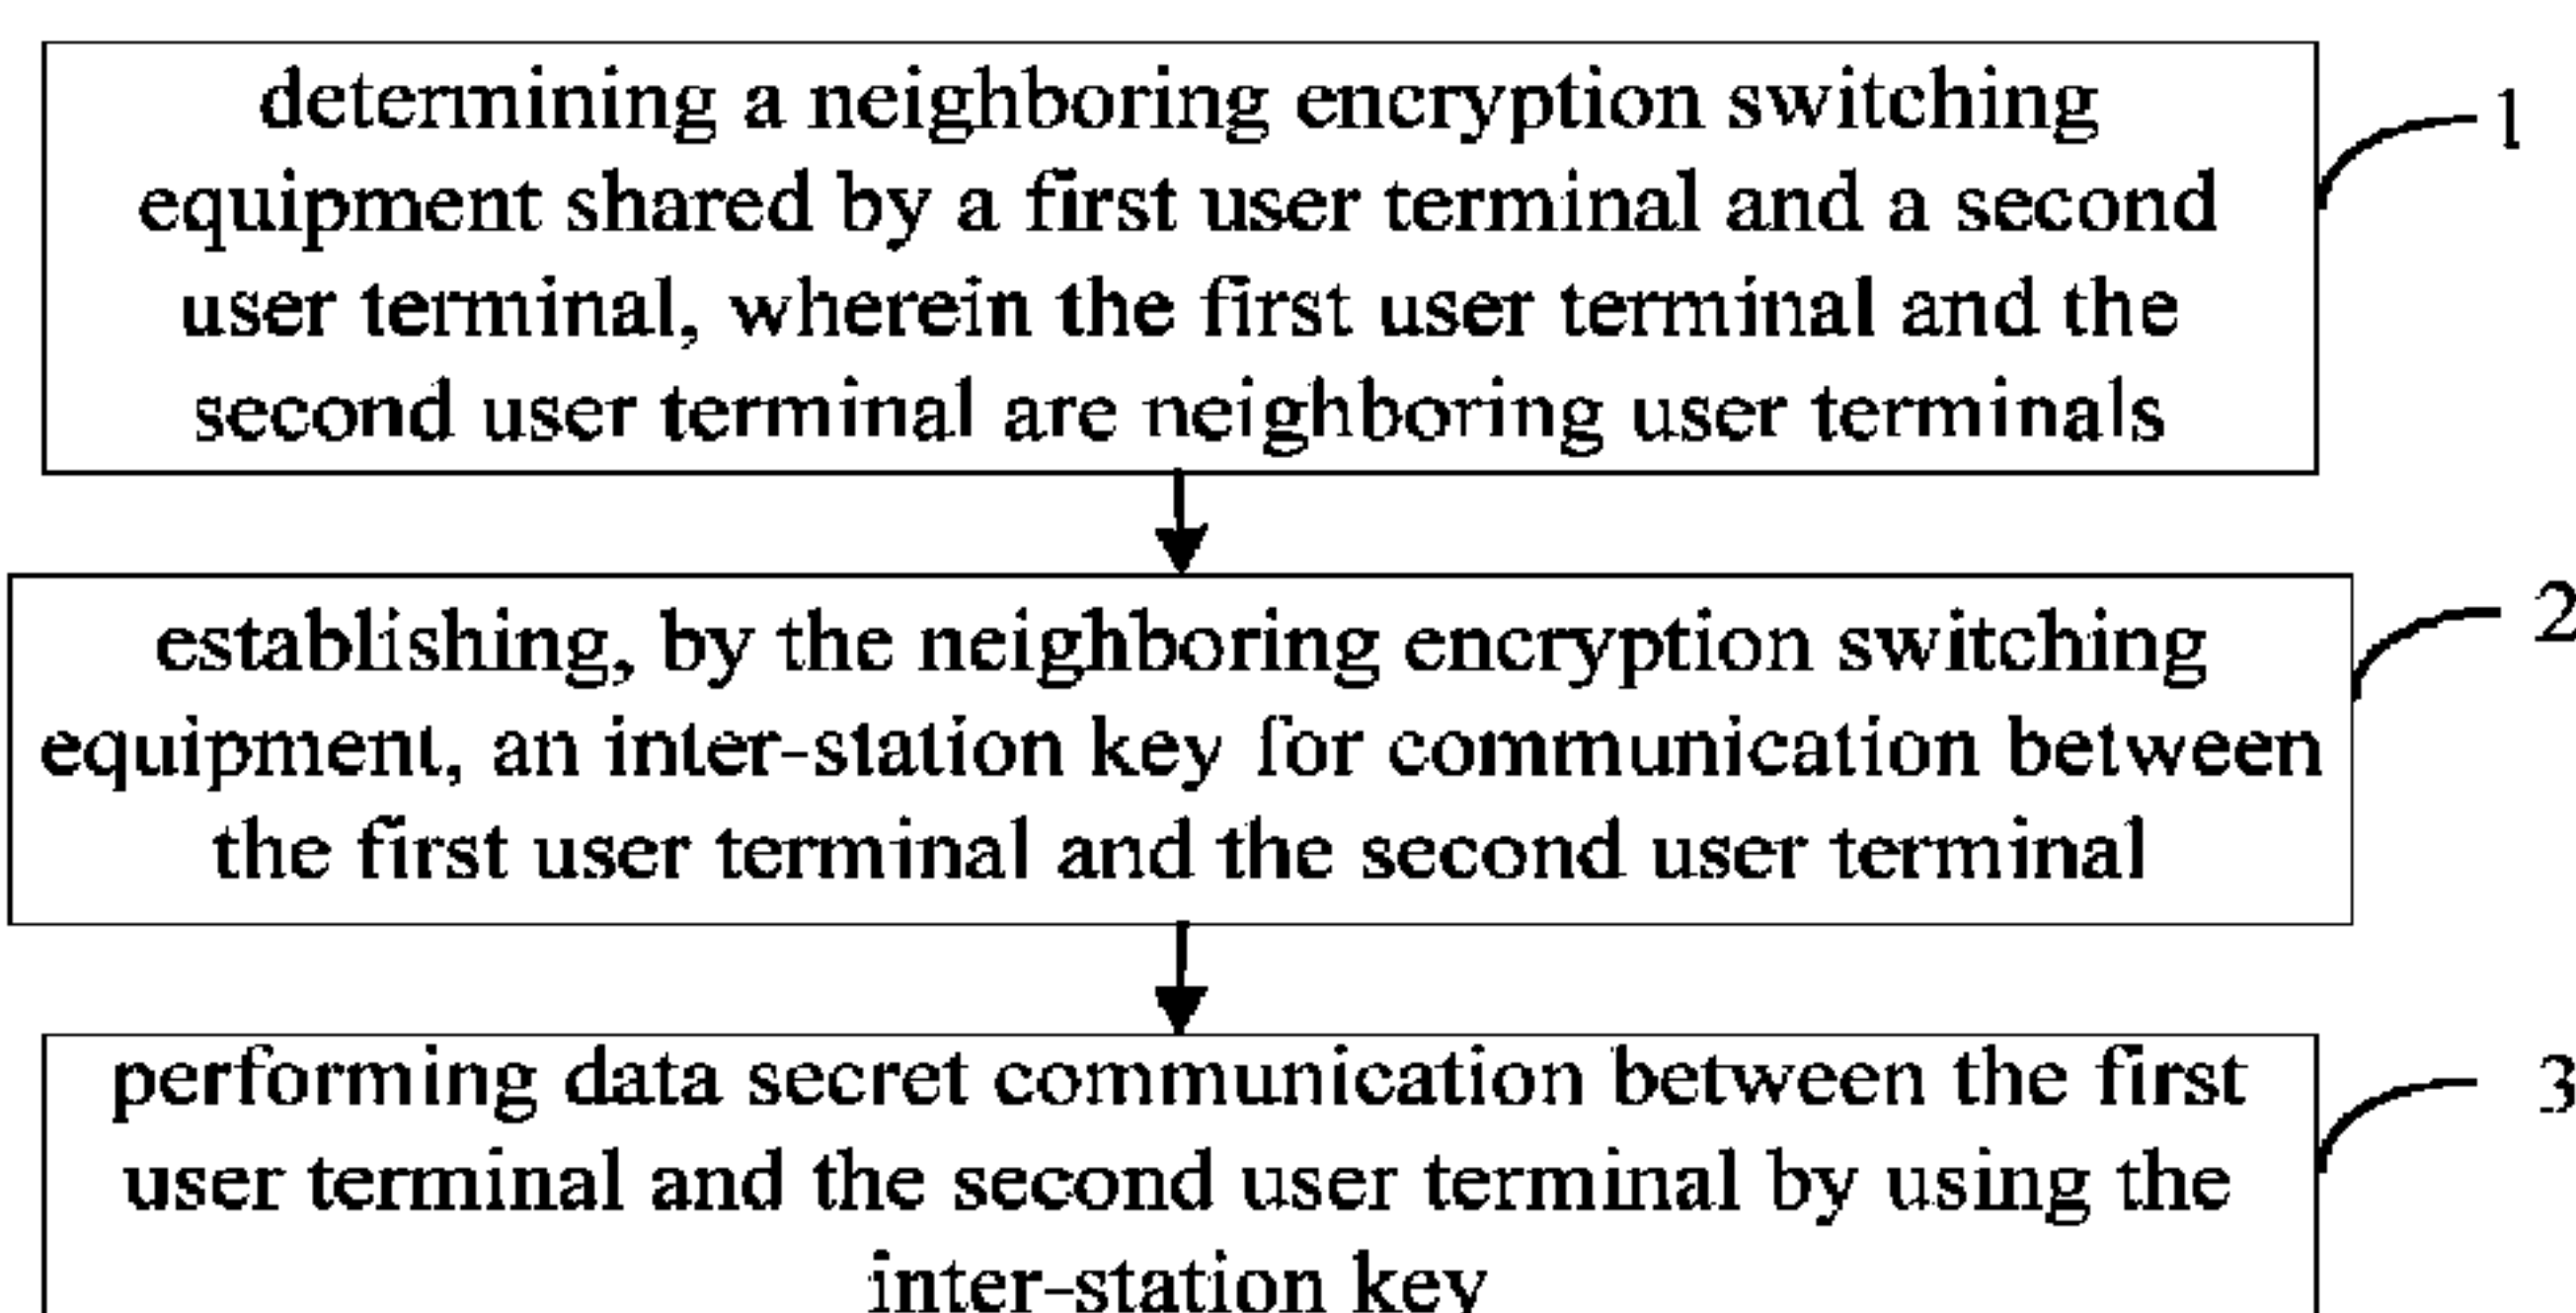 determining a neighboring encryption switching
equipment shared by a first user terminal and a second
user terminal, wherein the first user terminal and the
second user terminal are neighboring user terminals
1
establishing, by the neighboring encryption switching
equipment, an inter-station key for communication between
the first user terminal and the second user terminal
2
performing data secret communication between the first
user terminal and the second user terminal by using the
inter-station key
3